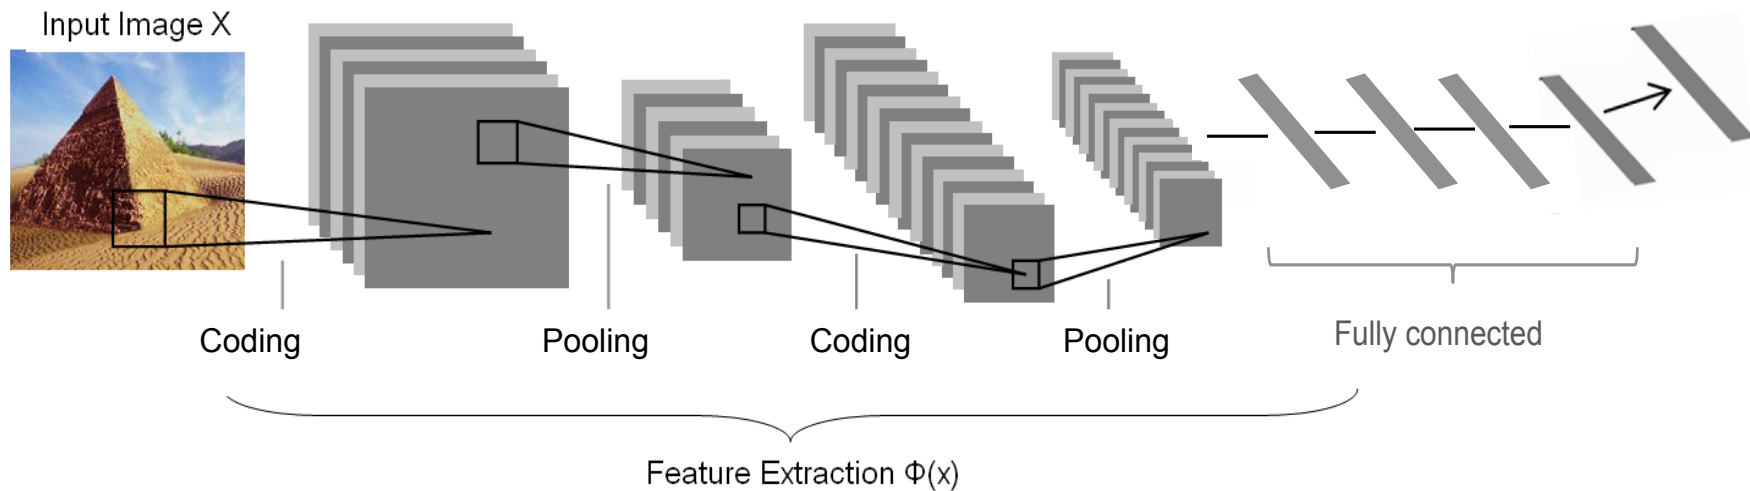 Input Image X
Coding
Pooling
Coding
Pooling
Fully connected
Feature Extraction Φ(x)